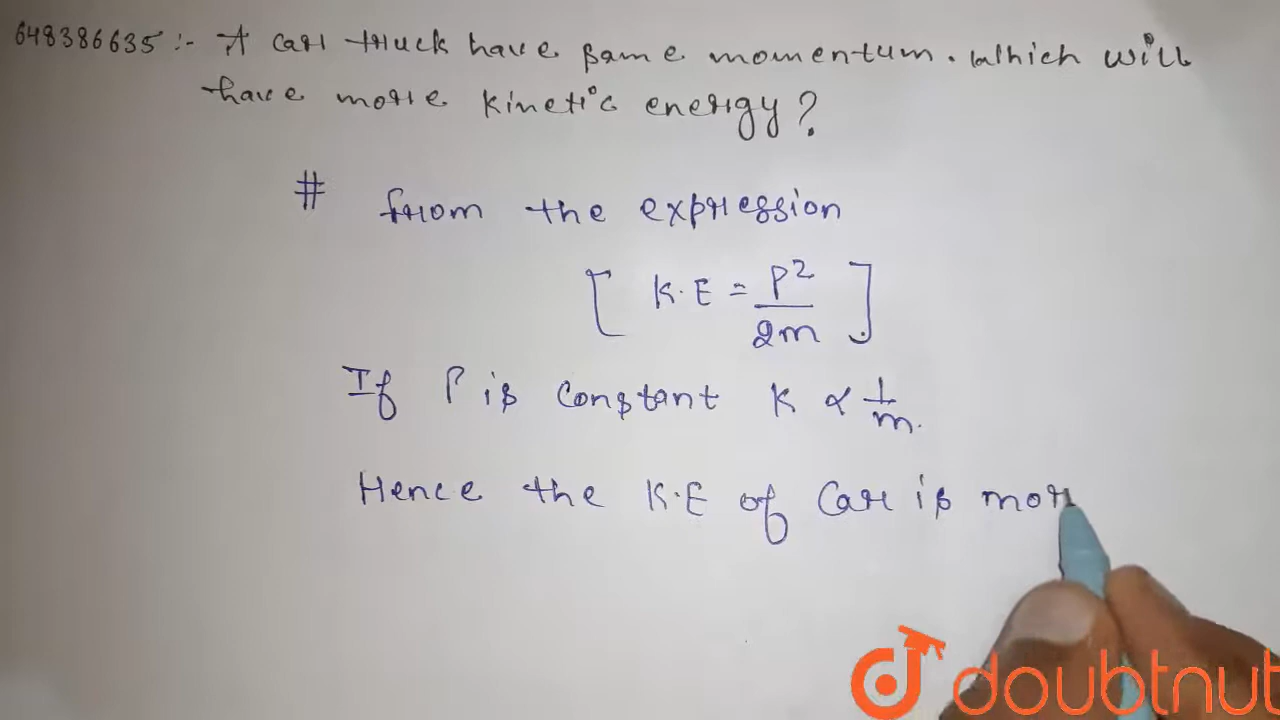 648386635 :- A car truck have same momentum. Which will
have more kinetic energy?
# from the expression
[ K.E = P²/2m ]
If P is constant K ∝ 1/m.
Hence the K.E of Car is mor
doubtnut